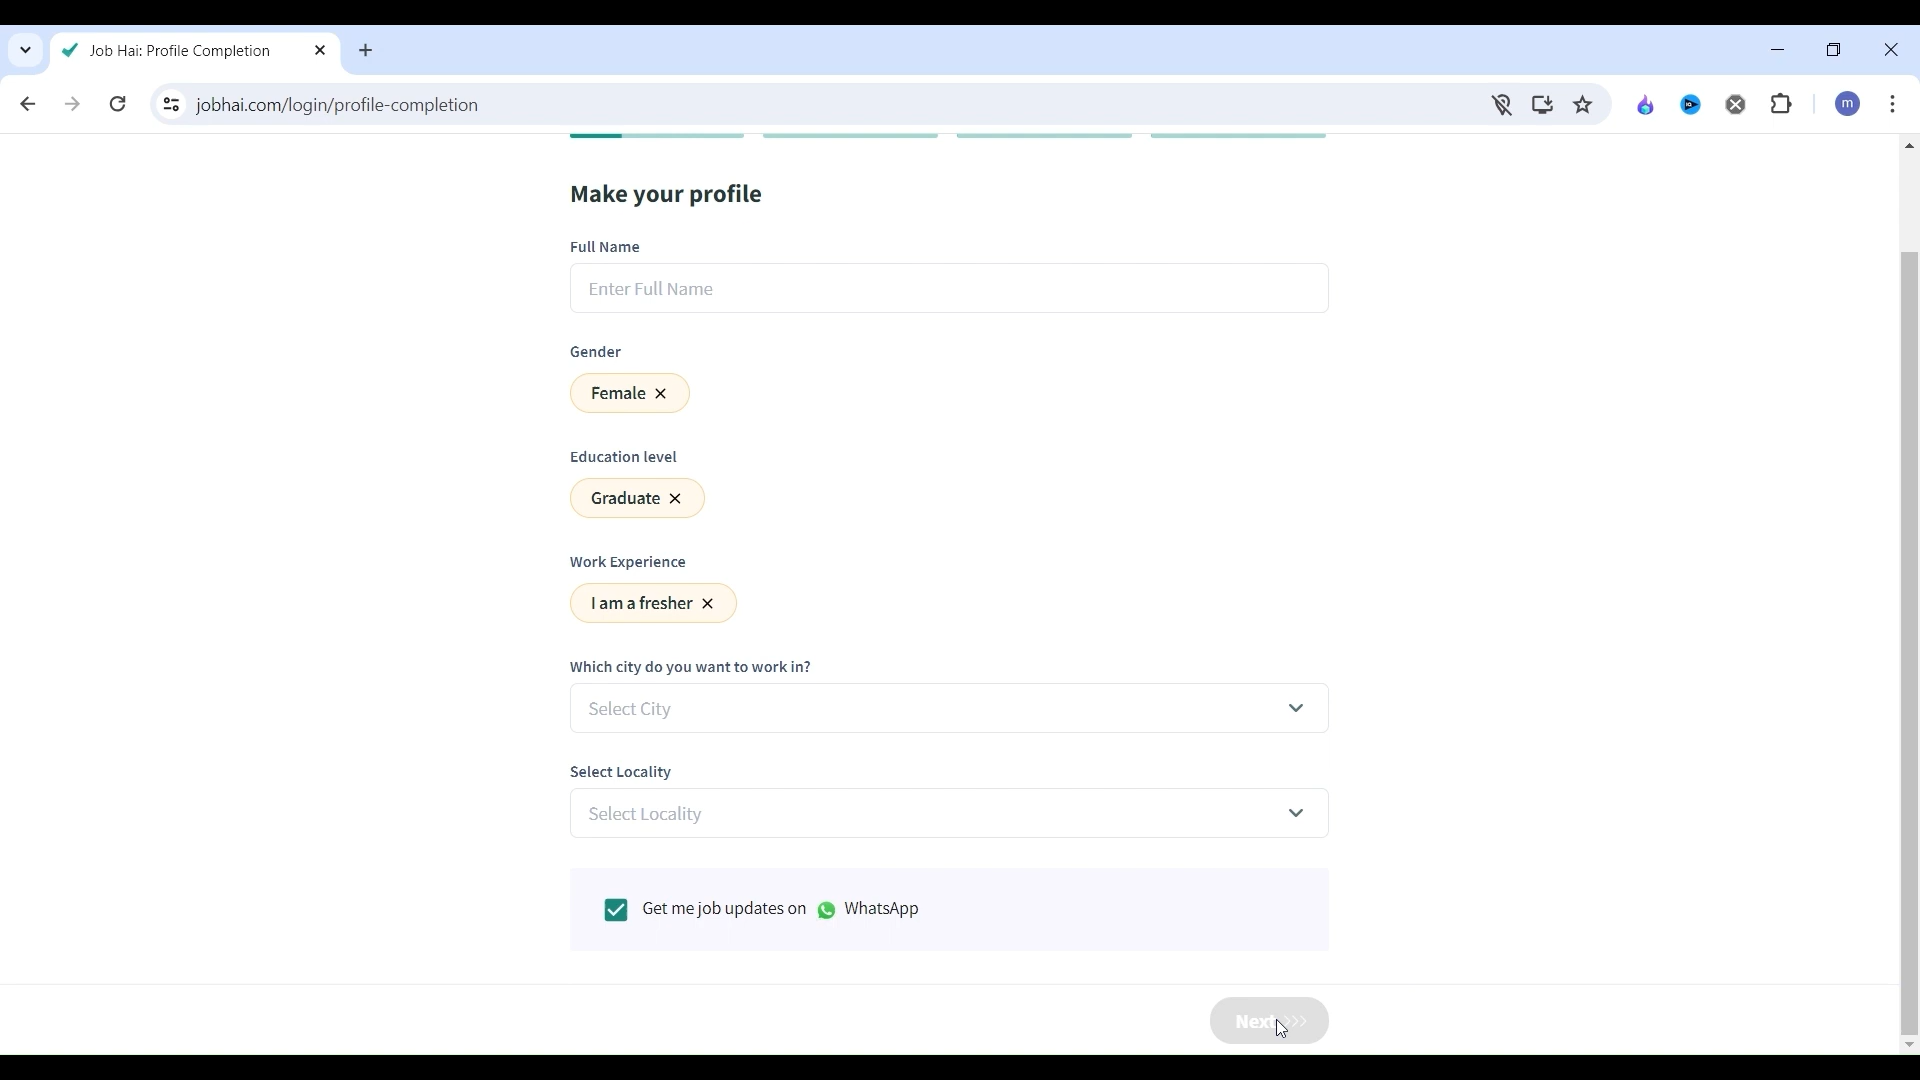 Job Hai: Profile Completion
jobhai.com/login/profile-completion
m
Make your profile
Full Name
Enter Full Name
Gender
Female
Education level
Graduate
Work Experience
I am a fresher
Which city do you want to work in?
Select City
Select Locality
Select Locality
Get me job updates on WhatsApp
Next >>>